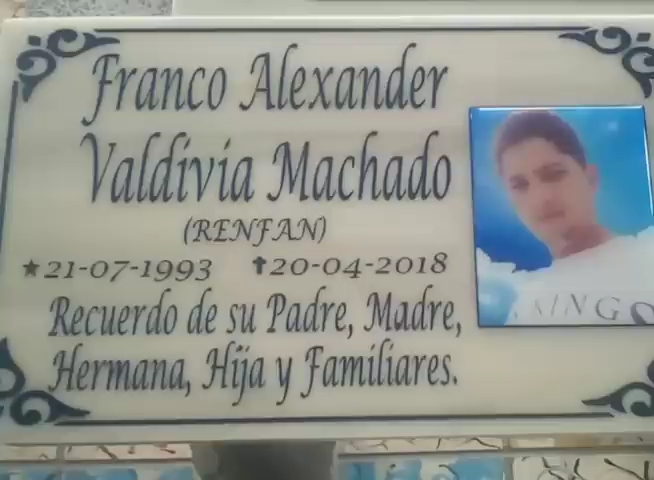 Franco Alexander
Valdivia Machado
(RENFAN)
★21-07-1993 ✝20-04-2018
Recuerdo de su Padre, Madre,
Hermana, Hija y Familiares.